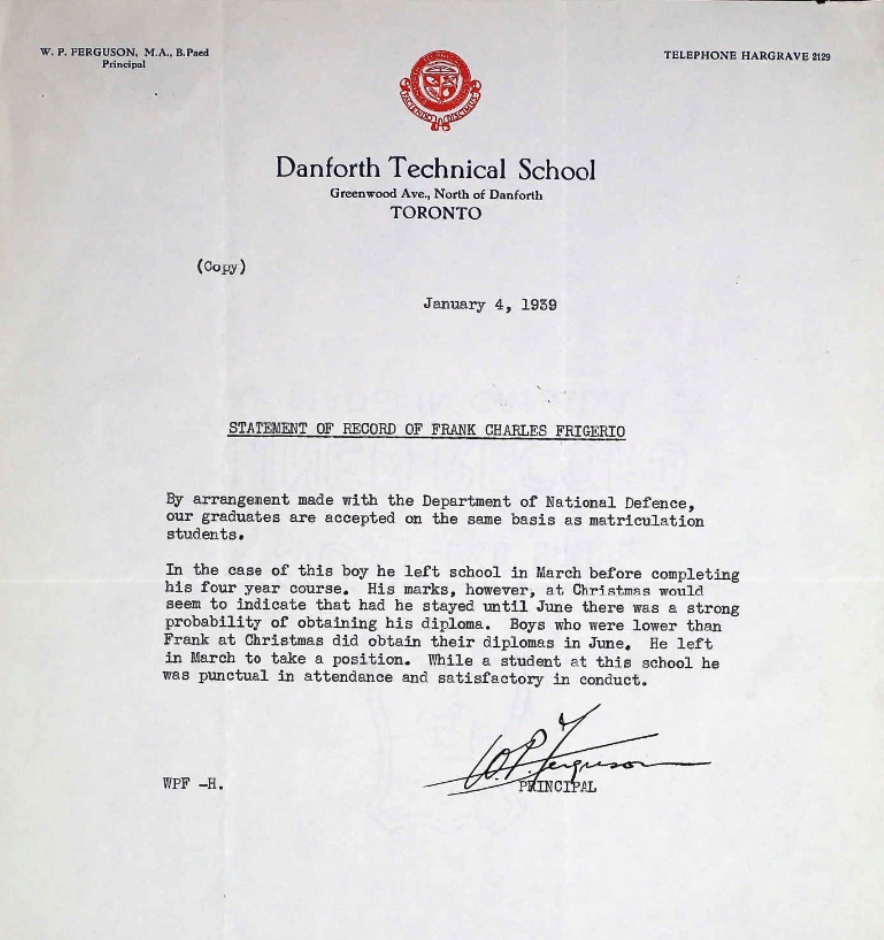 W. P. FERGUSON, M.A., B.Paed
Principal
TELEPHONE HARGRAVE 2129
Danforth Technical School
Greenwood Ave., North of Danforth
TORONTO
(Copy)
January 4, 1939
STATEMENT OF RECORD OF FRANK CHARLES FRIGERIO
By arrangement made with the Department of National Defence,
our graduates are accepted on the same basis as matriculation
students.
In the case of this boy he left school in March before completing
his four year course. His marks, however, at Christmas would
seem to indicate that had he stayed until June there was a strong
probability of obtaining his diploma. Boys who were lower than
Frank at Christmas did obtain their diplomas in June. He left
in March to take a position. While a student at this school he
was punctual in attendance and satisfactory in conduct.
W.P. Ferguson
WPF -H.
PRINCIPAL